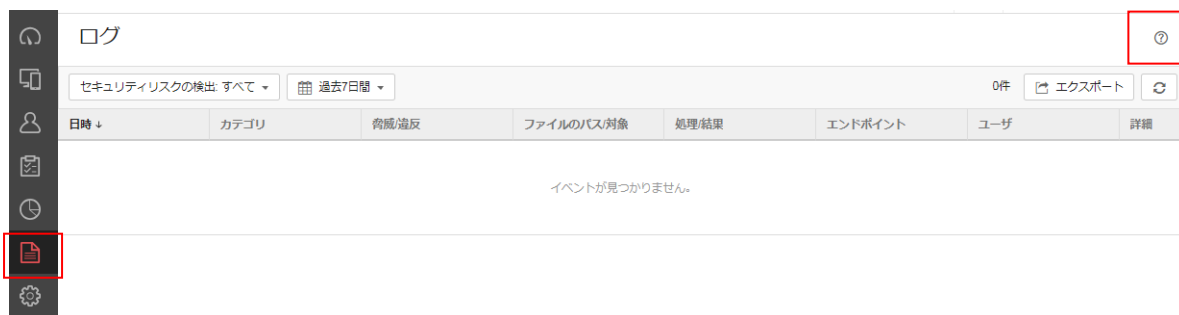 ログ
セキュリティリスクの検出: すべて 過去7日間 0件 エクスポート
日時↓ カテゴリ 脅威/違反 ファイルのパス/対象 処理/結果 エンドポイント ユーザ 詳細
イベントが見つかりません。